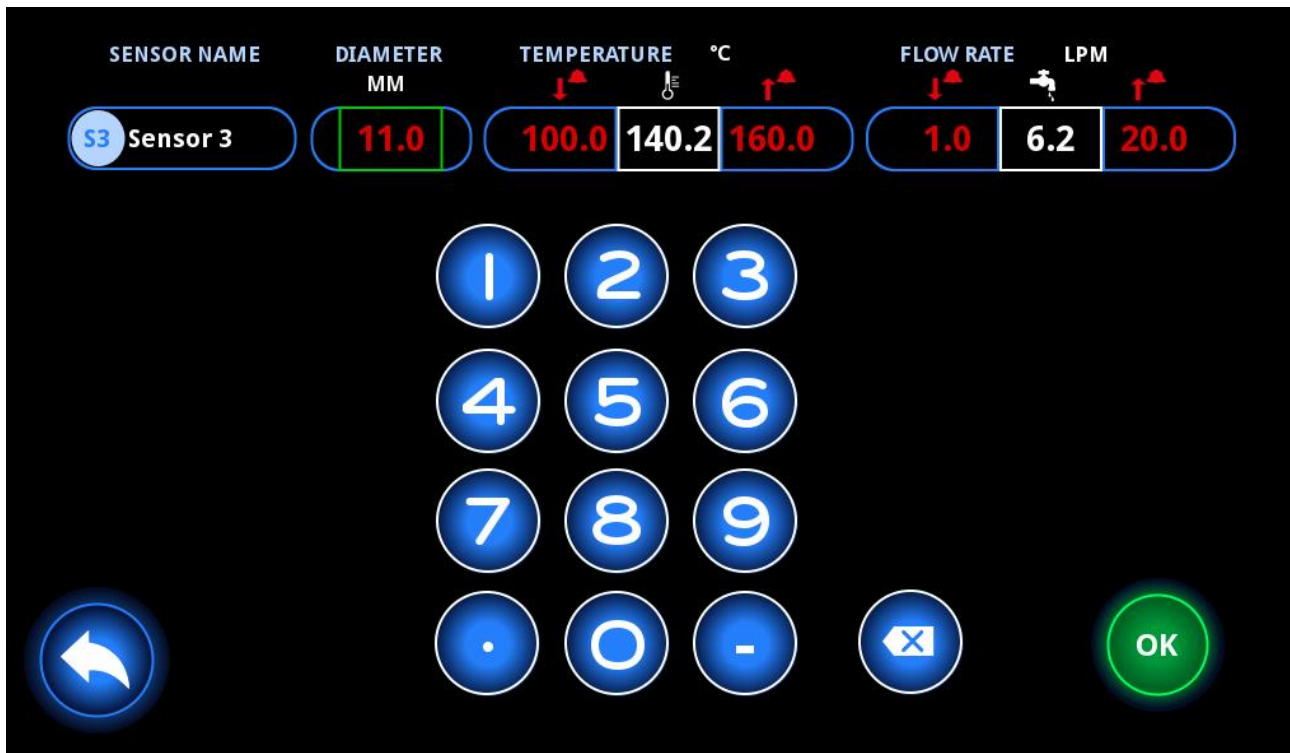 SENSOR NAME DIAMETER TEMPERATURE °C FLOW RATE LPM
MM
S3 Sensor 3 11.0 100.0 140.2 160.0 1.0 6.2 20.0
1 2 3
4 5 6
7 8 9
. 0 -
OK